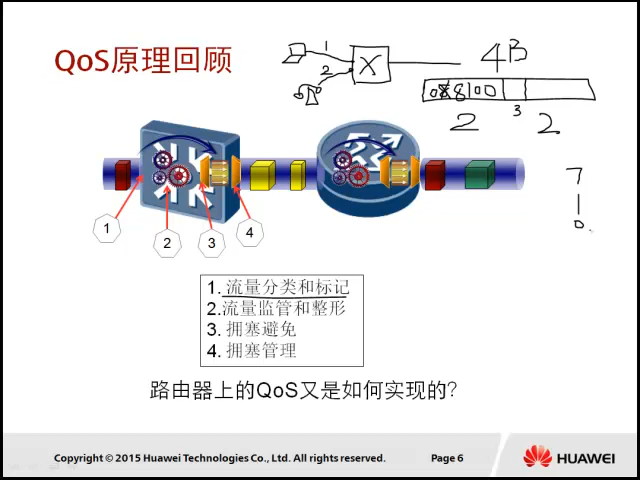 QoS原理回顾
1
2
X
4B
0x8100
3
2
2
7
|
0
1
2
3
4
1. 流量分类和标记
2.流量监管和整形
3. 拥塞避免
4. 拥塞管理
路由器上的QoS又是如何实现的?
Copyright © 2015 Huawei Technologies Co., Ltd. All rights reserved.
Page 6
HUAWEI